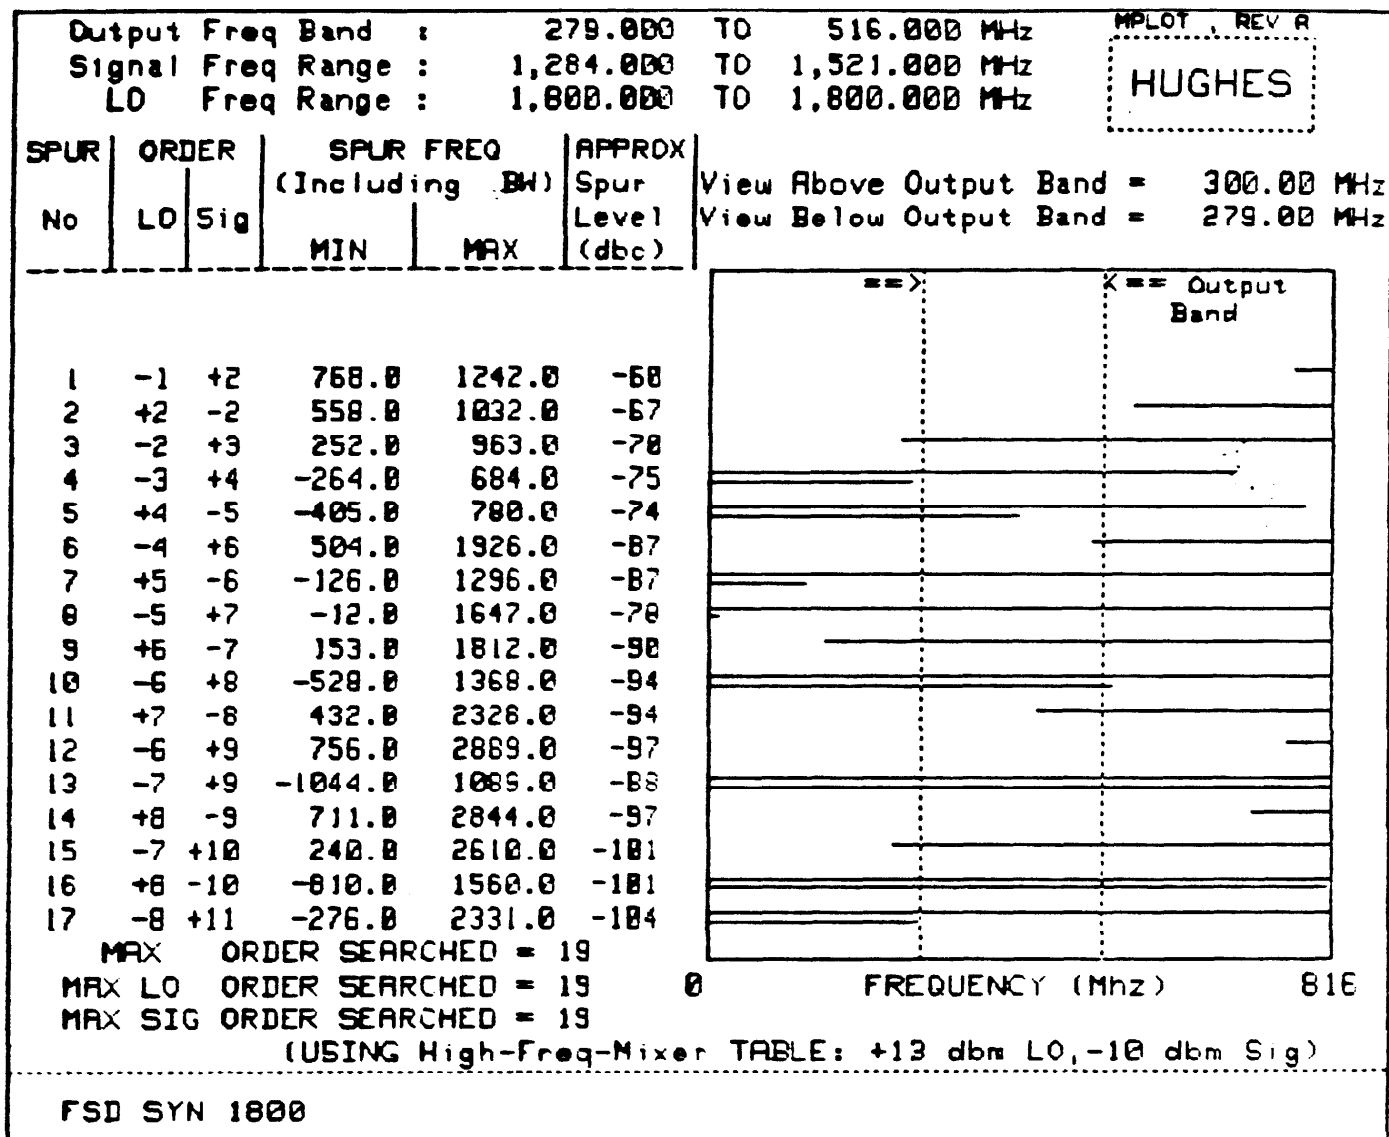 MPLOT , REV A
Output Freq Band : 279.000 TO 516.000 MHz
Signal Freq Range : 1,284.000 TO 1,521.000 MHz
LO Freq Range : 1,800.000 TO 1,800.000 MHz
HUGHES
SPUR ORDER SPUR FREQ APPROX
(Including BW) Spur
No LO Sig Level
MIN MAX (dbc)
View Above Output Band = 300.00 MHz
View Below Output Band = 279.00 MHz
==> <== Output
Band
1 -1 +2 768.0 1242.0 -60
2 +2 -2 558.0 1032.0 -67
3 -2 +3 252.0 963.0 -70
4 -3 +4 -264.0 684.0 -75
5 +4 -5 -405.0 780.0 -74
6 -4 +6 504.0 1926.0 -87
7 +5 -6 -126.0 1296.0 -87
8 -5 +7 -12.0 1647.0 -78
9 +6 -7 153.0 1812.0 -90
10 -6 +8 -528.0 1368.0 -94
11 +7 -8 432.0 2328.0 -94
12 -6 +9 756.0 2889.0 -97
13 -7 +9 -1044.0 1089.0 -88
14 +8 -9 711.0 2844.0 -97
15 -7 +10 240.0 2610.0 -101
16 +8 -10 -810.0 1560.0 -101
17 -8 +11 -276.0 2331.0 -104
MAX ORDER SEARCHED = 19
MAX LO ORDER SEARCHED = 19
MAX SIG ORDER SEARCHED = 19
0 FREQUENCY (Mhz) 816
(USING High-Freq-Mixer TABLE: +13 dbm LO,-10 dbm Sig)
FSD SYN 1800